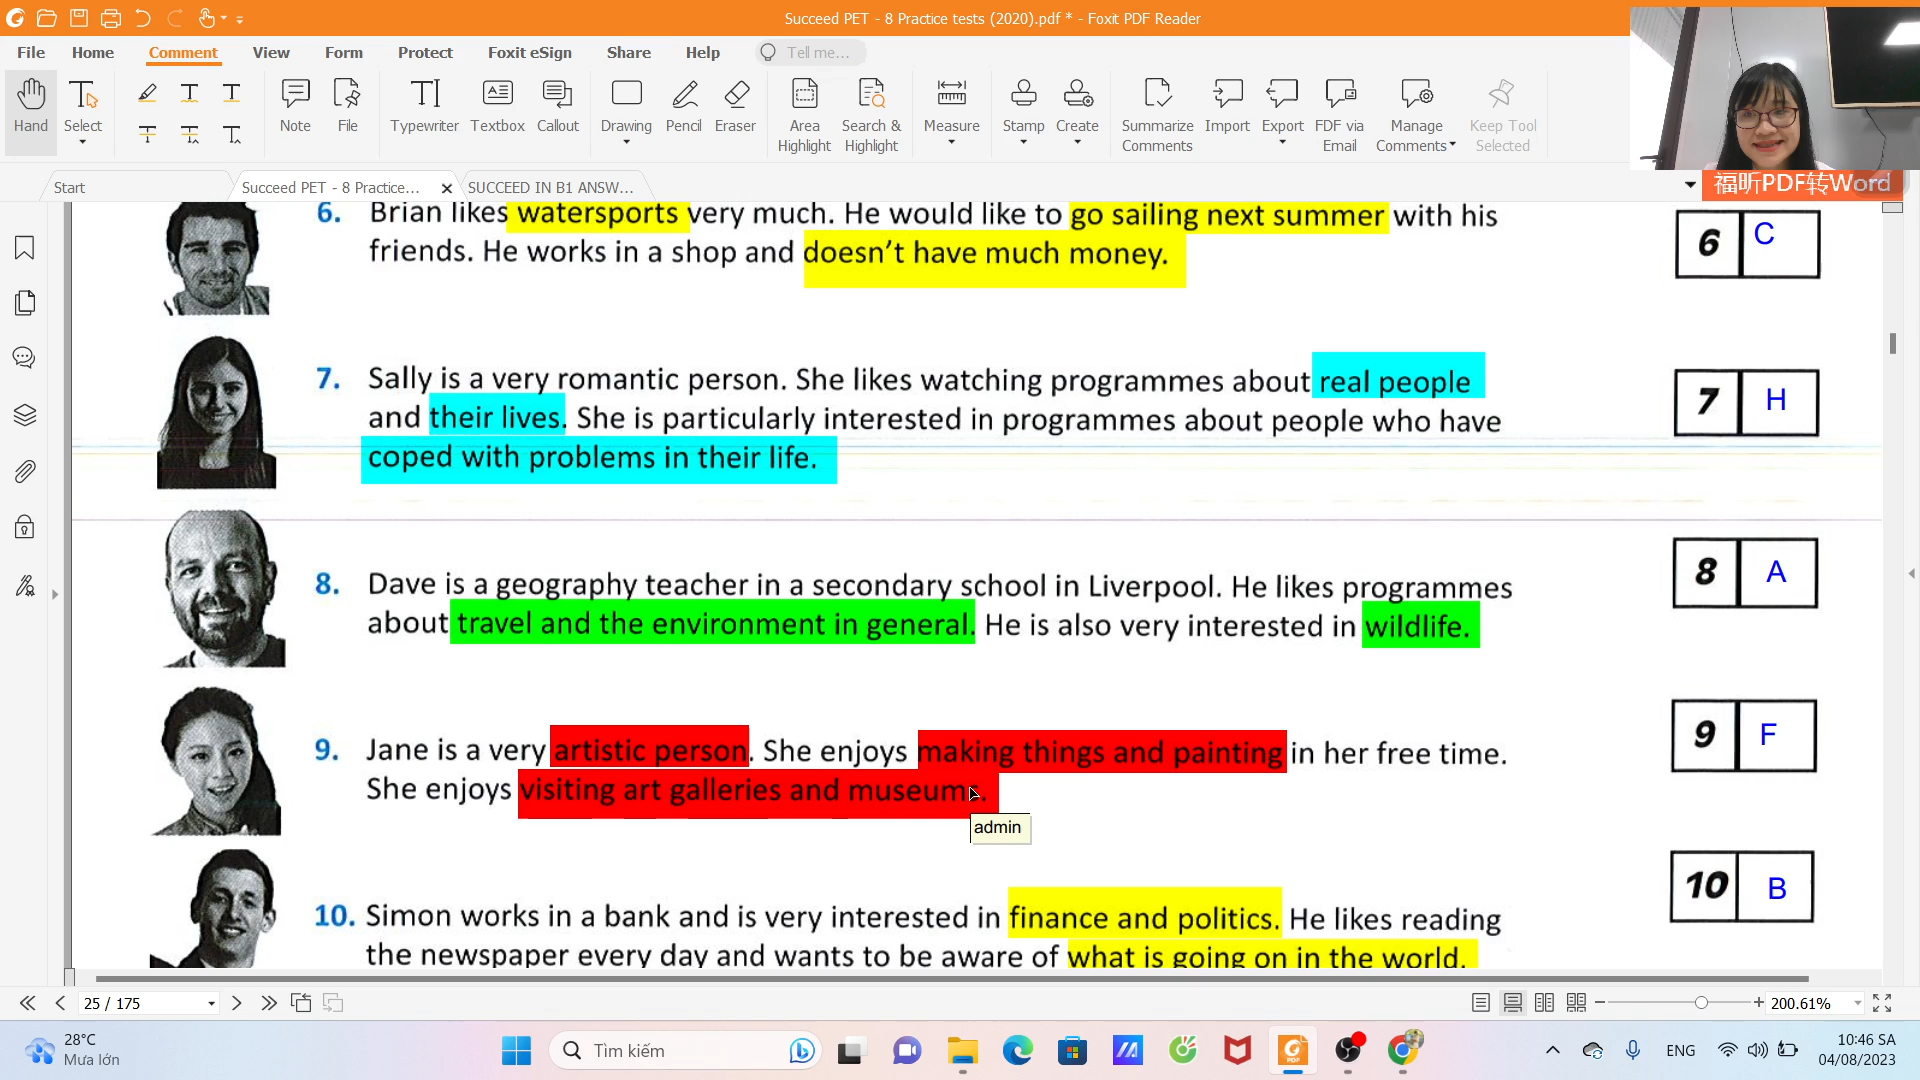 Succeed PET - 8 Practice tests (2020).pdf * - Foxit PDF Reader
File Home Comment View Form Protect Foxit eSign Share Help Tell me...
Hand Select Note File Typewriter Textbox Callout Drawing Pencil Eraser Area Highlight Search & Highlight Measure Stamp Create Summarize Comments Import Export FDF via Email Manage Comments Keep Tool Selected
福昕PDF转Word
Start Succeed PET - 8 Practice... SUCCEED IN B1 ANSW...
6. Brian likes watersports very much. He would like to go sailing next summer with his
friends. He works in a shop and doesn't have much money.
6 C
7. Sally is a very romantic person. She likes watching programmes about real people
and their lives. She is particularly interested in programmes about people who have
coped with problems in their life.
7 H
8. Dave is a geography teacher in a secondary school in Liverpool. He likes programmes
about travel and the environment in general. He is also very interested in wildlife.
8 A
9. Jane is a very artistic person. She enjoys making things and painting in her free time.
She enjoys visiting art galleries and museums.
9 F
admin
10. Simon works in a bank and is very interested in finance and politics. He likes reading
the newspaper every day and wants to be aware of what is going on in the world.
10 B
25 / 175
200.61%
28°C
Mưa lớn
Tìm kiếm
ENG
10:46 SA
04/08/2023